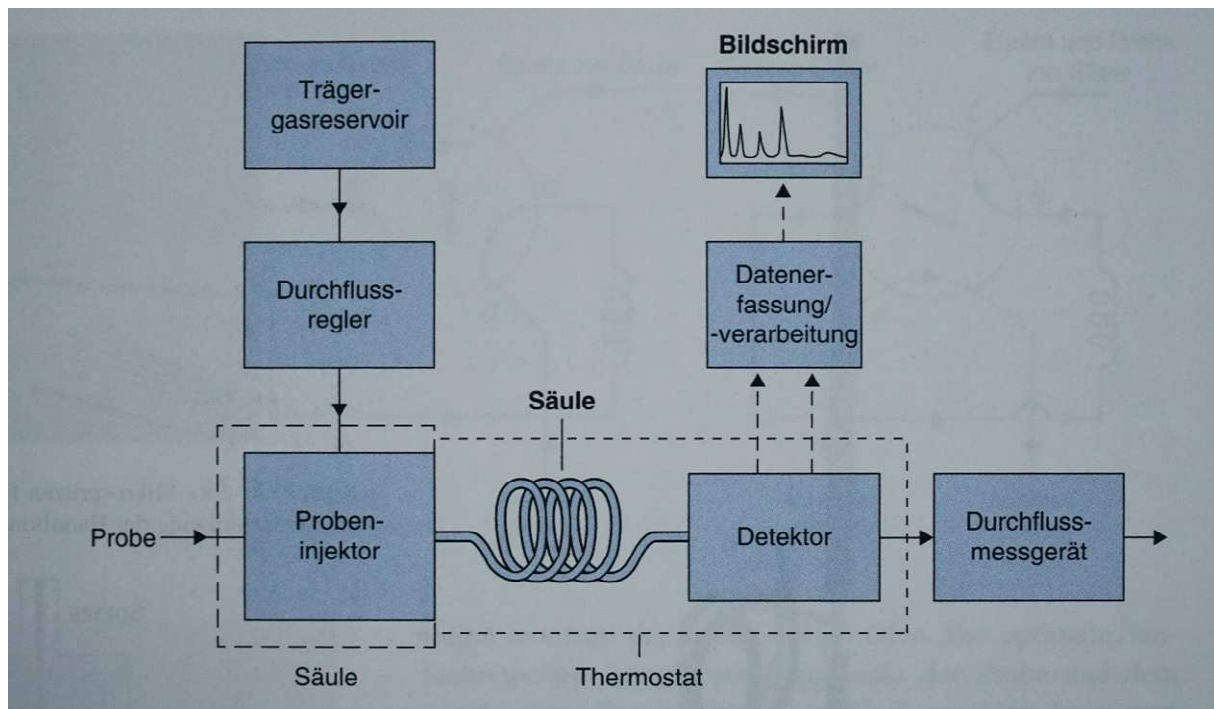 Träger-
gasreservoir
Durchfluss-
regler
Probe
Proben-
injektor
Säule
Säule
Bildschirm
Datener-
fassung/
-verarbeitung
Detektor
Durchfluss-
messgerät
Thermostat